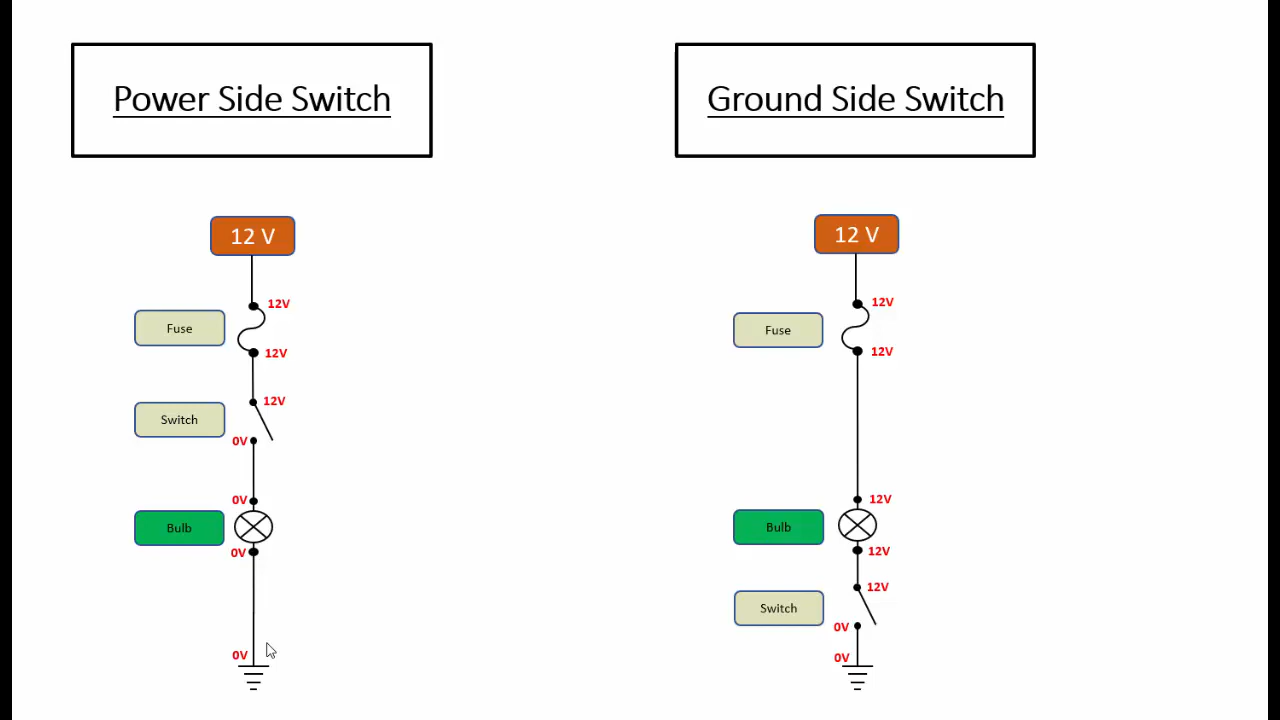 Power Side Switch
12 V
12V
Fuse
12V
12V
Switch
0V
0V
Bulb
0V
0V
Ground Side Switch
12 V
12V
Fuse
12V
12V
Bulb
12V
12V
Switch
0V
0V